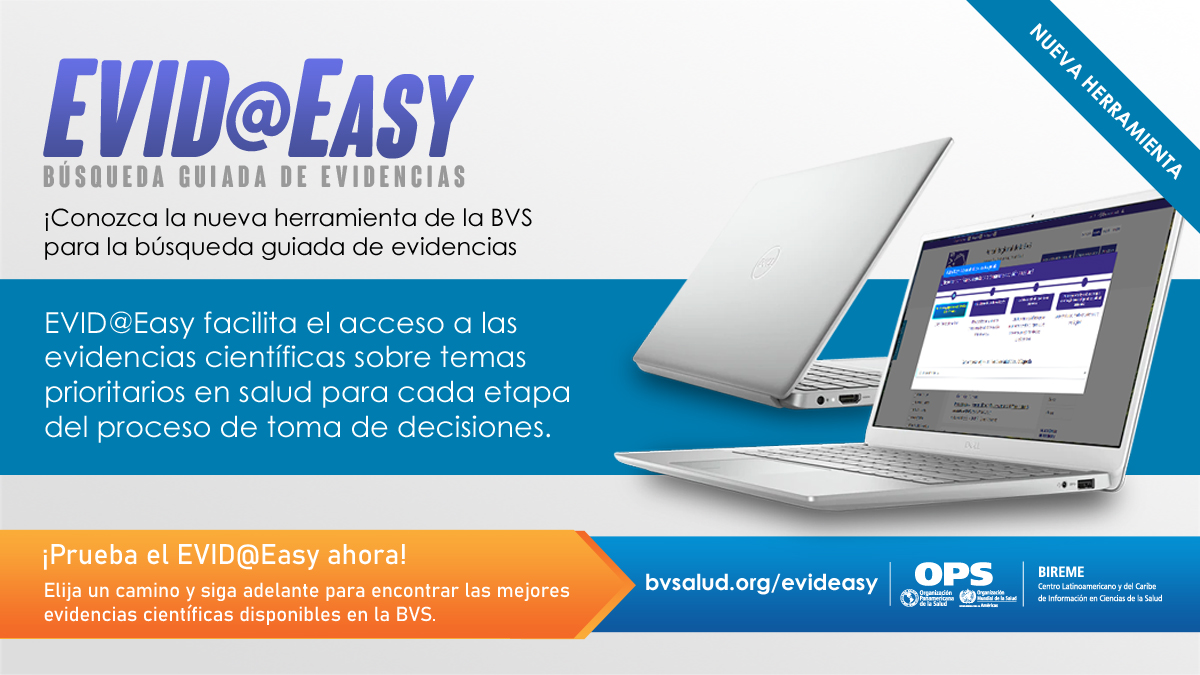 NUEVA HERRAMIENTA
EVID@EASY
BÚSQUEDA GUIADA DE EVIDENCIAS
¡Conozca la nueva herramienta de la BVS
para la búsqueda guiada de evidencias
EVID@Easy facilita el acceso a las
evidencias científicas sobre temas
prioritarios en salud para cada etapa
del proceso de toma de decisiones.
¡Prueba el EVID@Easy ahora!
Elija un camino y siga adelante para encontrar las mejores
evidencias científicas disponibles en la BVS.
bvsalud.org/evideasy
OPS
Organización
Panamericana
de la Salud
Organización
Mundial de la Salud
Américas
BIREME
Centro Latinoamericano y del Caribe
de Información en Ciencias de la Salud